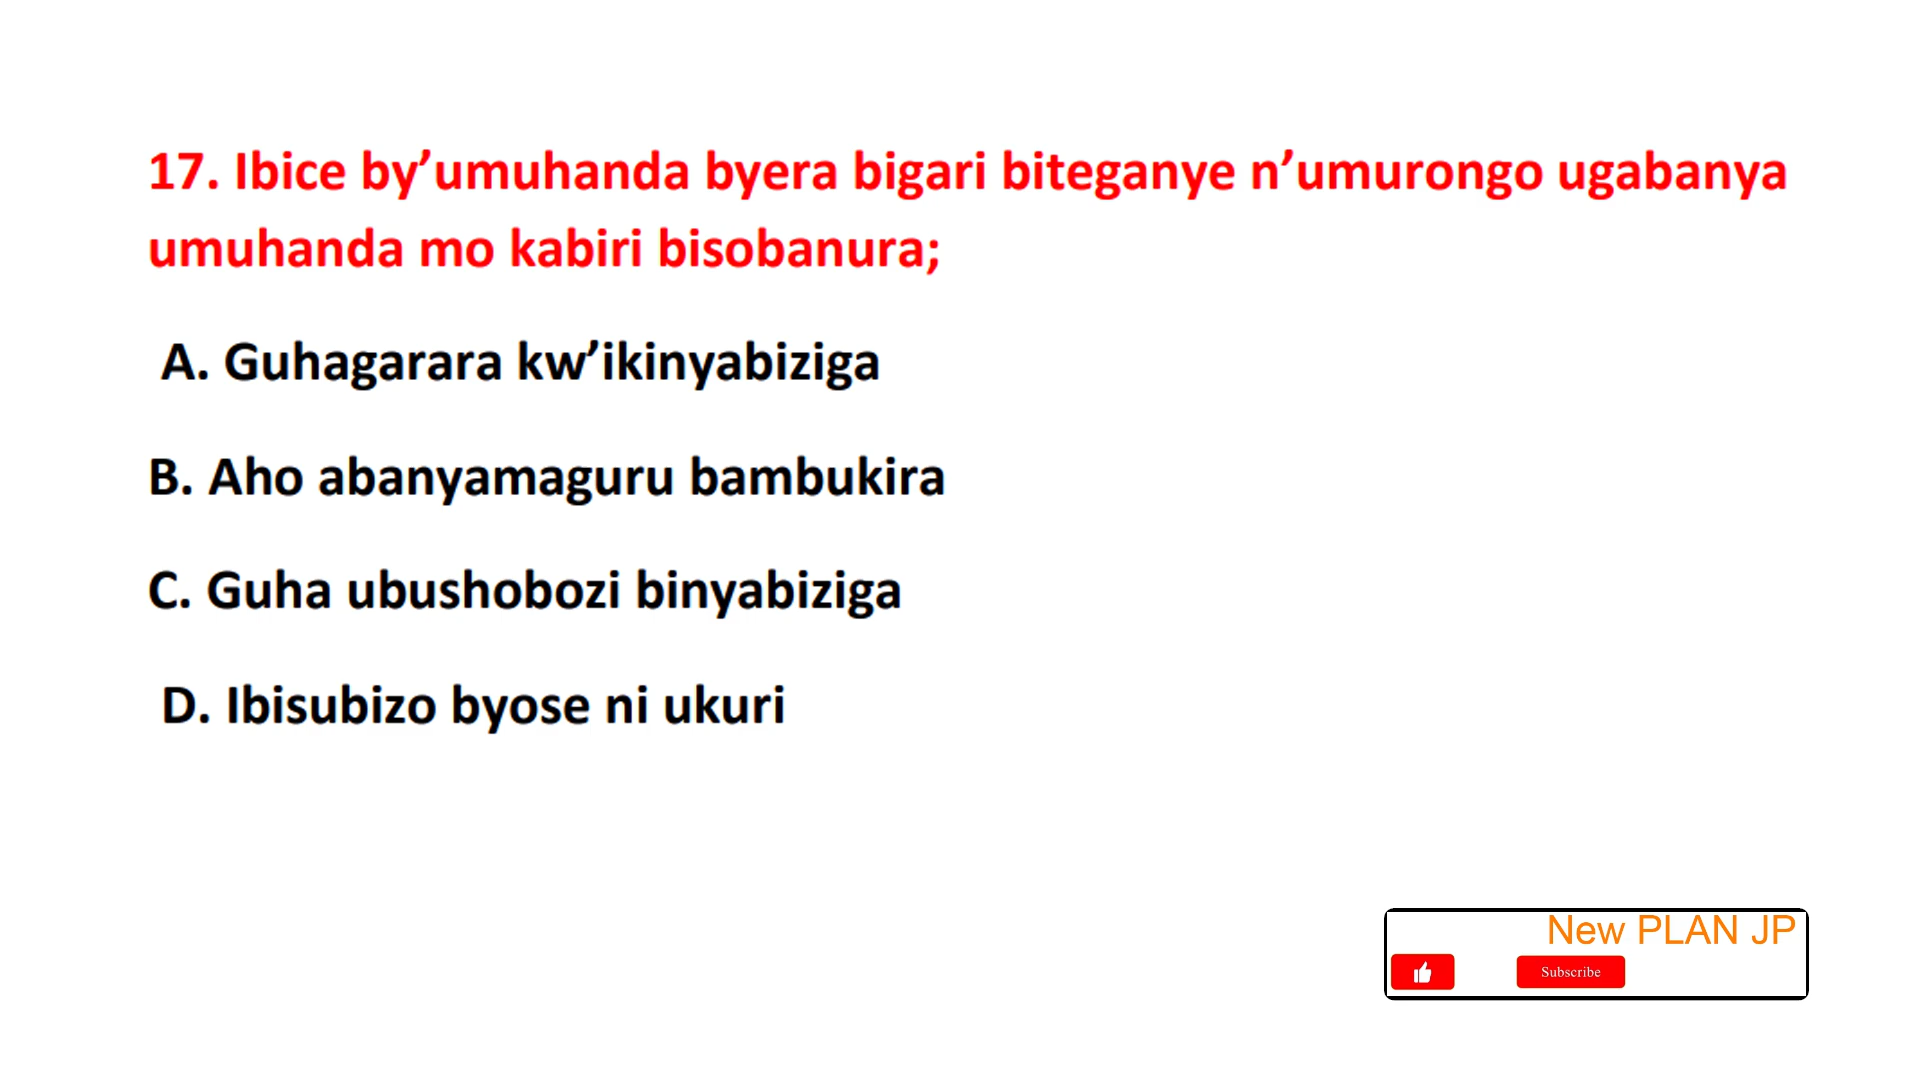 17. Ibice by’umuhanda byera bigari biteganye n’umurongo ugabanya
umuhanda mo kabiri bisobanura;
A. Guhagarara kw’ikinyabiziga
B. Aho abanyamaguru bambukira
C. Guha ubushobozi binyabiziga
D. Ibisubizo byose ni ukuri
New PLAN JP
Subscribe